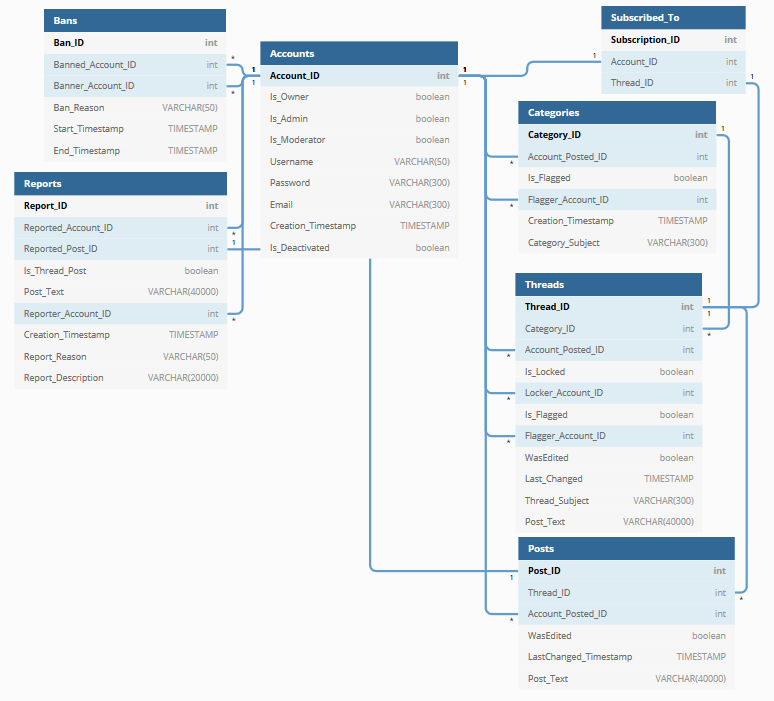 Bans
Ban_ID int
Banned_Account_ID int *
Banner_Account_ID int *
Ban_Reason VARCHAR(50)
Start_Timestamp TIMESTAMP
End_Timestamp TIMESTAMP
Reports
Report_ID int
Reported_Account_ID int *
Reported_Post_ID int 1
Is_Thread_Post boolean
Post_Text VARCHAR(40000)
Reporter_Account_ID int *
Creation_Timestamp TIMESTAMP
Report_Reason VARCHAR(50)
Report_Description VARCHAR(20000)
Accounts
1 Account_ID int 1
1 1
Is_Owner boolean
Is_Admin boolean
Is_Moderator boolean
Username VARCHAR(50)
Password VARCHAR(300)
Email VARCHAR(300)
Creation_Timestamp TIMESTAMP
Is_Deactivated boolean
Subscribed_To
Subscription_ID int
1 Account_ID int
Thread_ID int 1
Categories
Category_ID int 1
* Account_Posted_ID int
Is_Flagged boolean
* Flagger_Account_ID int
Creation_Timestamp TIMESTAMP
Category_Subject VARCHAR(300)
Threads
Thread_ID int 1
1
Category_ID int *
* Account_Posted_ID int
Is_Locked boolean
* Locker_Account_ID int
Is_Flagged boolean
* Flagger_Account_ID int
WasEdited boolean
Last_Changed TIMESTAMP
Thread_Subject VARCHAR(300)
Post_Text VARCHAR(40000)
Posts
1 Post_ID int
Thread_ID int *
* Account_Posted_ID int
WasEdited boolean
LastChanged_Timestamp TIMESTAMP
Post_Text VARCHAR(40000)